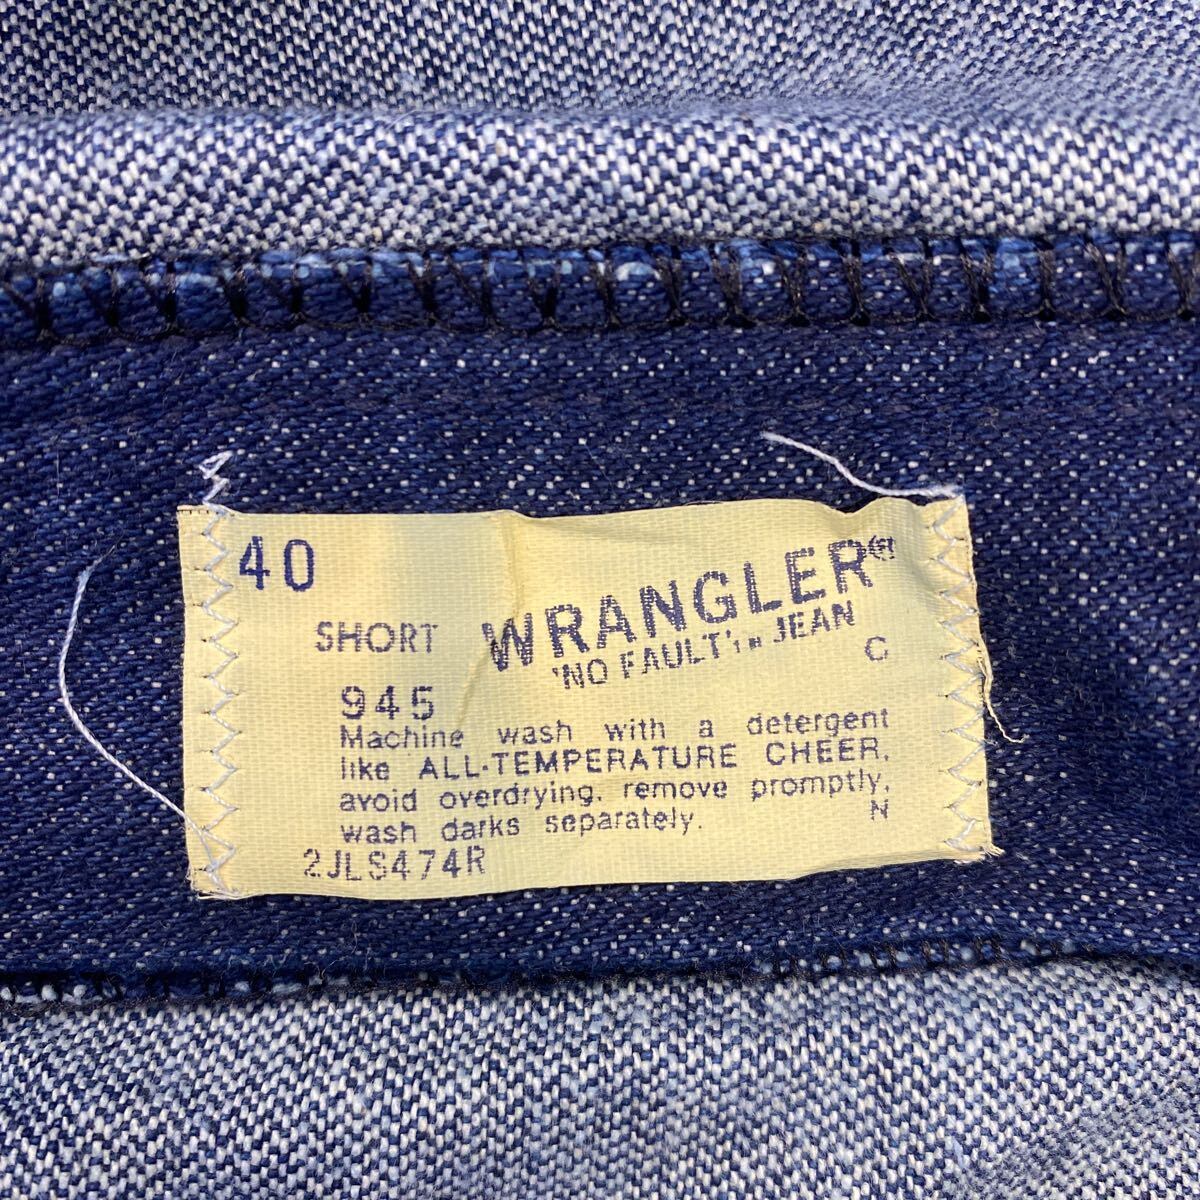 40
SHORT WRANGLER®
'NO FAULT'™ JEAN
945 C
Machine wash with a detergent
like ALL-TEMPERATURE CHEER,
avoid overdrying, remove promptly,
wash darks separately. N
2JLS474R